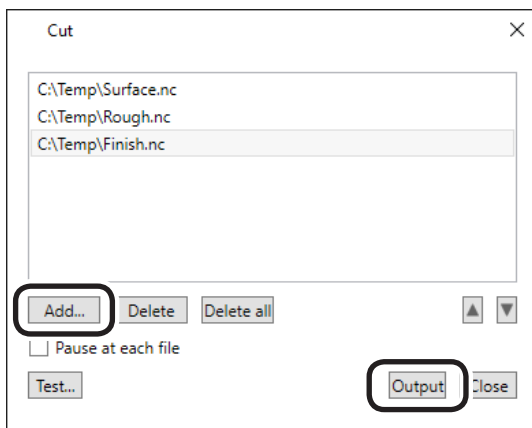 Cut
C:\Temp\Surface.nc
C:\Temp\Rough.nc
C:\Temp\Finish.nc
Add... Delete Delete all
Pause at each file
Test... Output Close